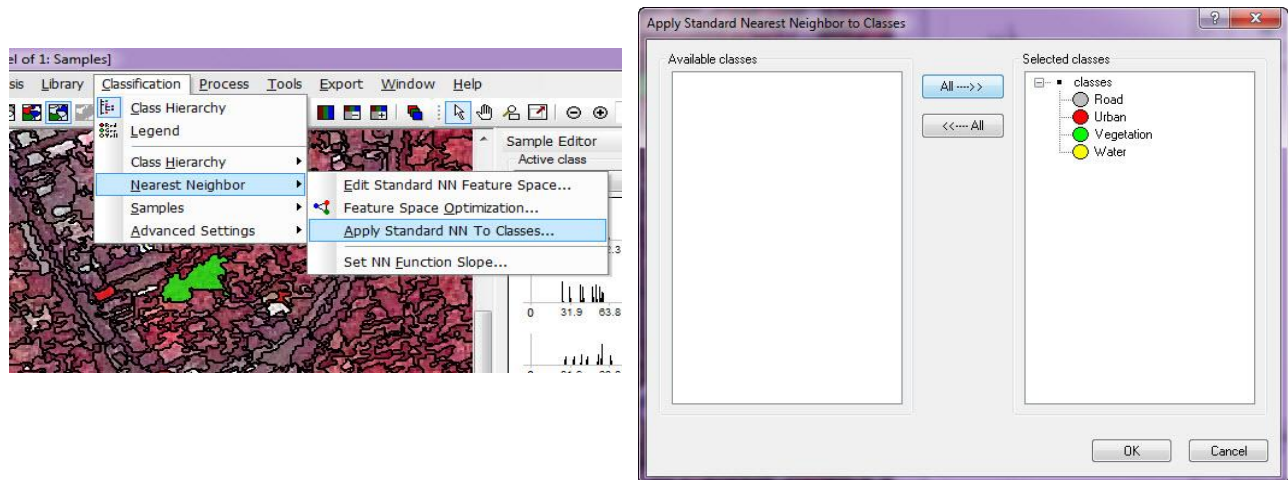 el of 1: Samples]
sis Library Classification Process Tools Export Window Help
Class Hierarchy
Legend
Class Hierarchy
Nearest Neighbor
Samples
Advanced Settings
Edit Standard NN Feature Space...
Feature Space Optimization...
Apply Standard NN To Classes...
Set NN Function Slope...
Sample Editor
Active class
2.3
0 31.9 63.8
Apply Standard Nearest Neighbor to Classes
Available classes
All ---->>
<<---- All
Selected classes
classes
Road
Urban
Vegetation
Water
OK Cancel